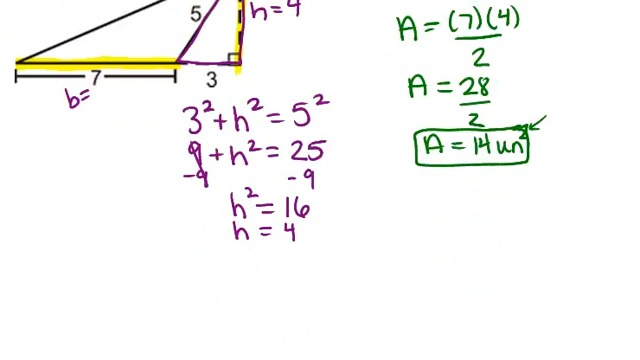 5
h=4
7
3
b=
3² + h² = 5²
9 + h² = 25
-9 -9
h² = 16
h = 4
A = (7)(4)
2
A = 28
2
A = 14 un²